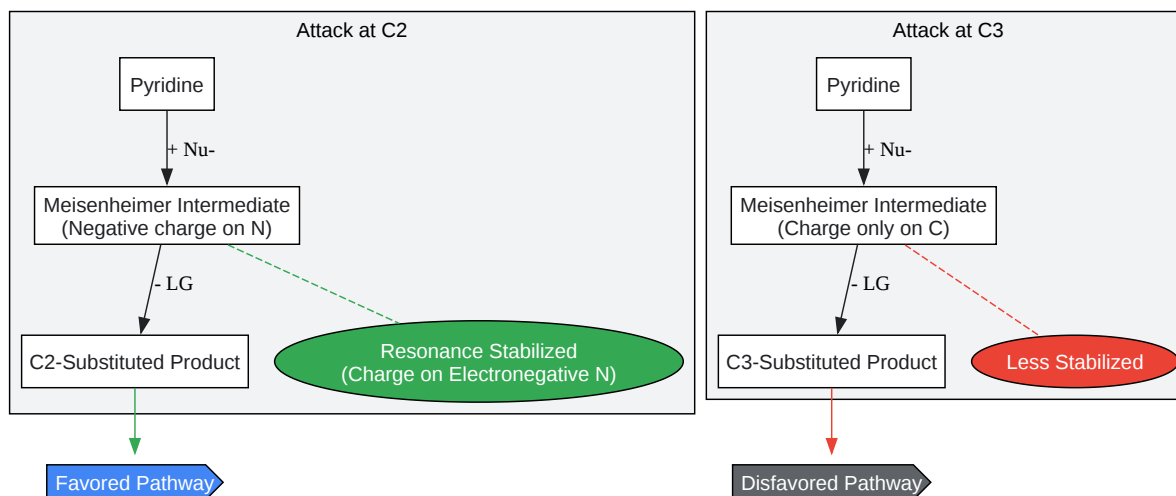 Attack at C2
Pyridine
+ Nu-
Meisenheimer Intermediate
(Negative charge on N)
- LG
C2-Substituted Product
Resonance Stabilized
(Charge on Electronegative N)
Favored Pathway
Attack at C3
Pyridine
+ Nu-
Meisenheimer Intermediate
(Charge only on C)
- LG
C3-Substituted Product
Less Stabilized
Disfavored Pathway